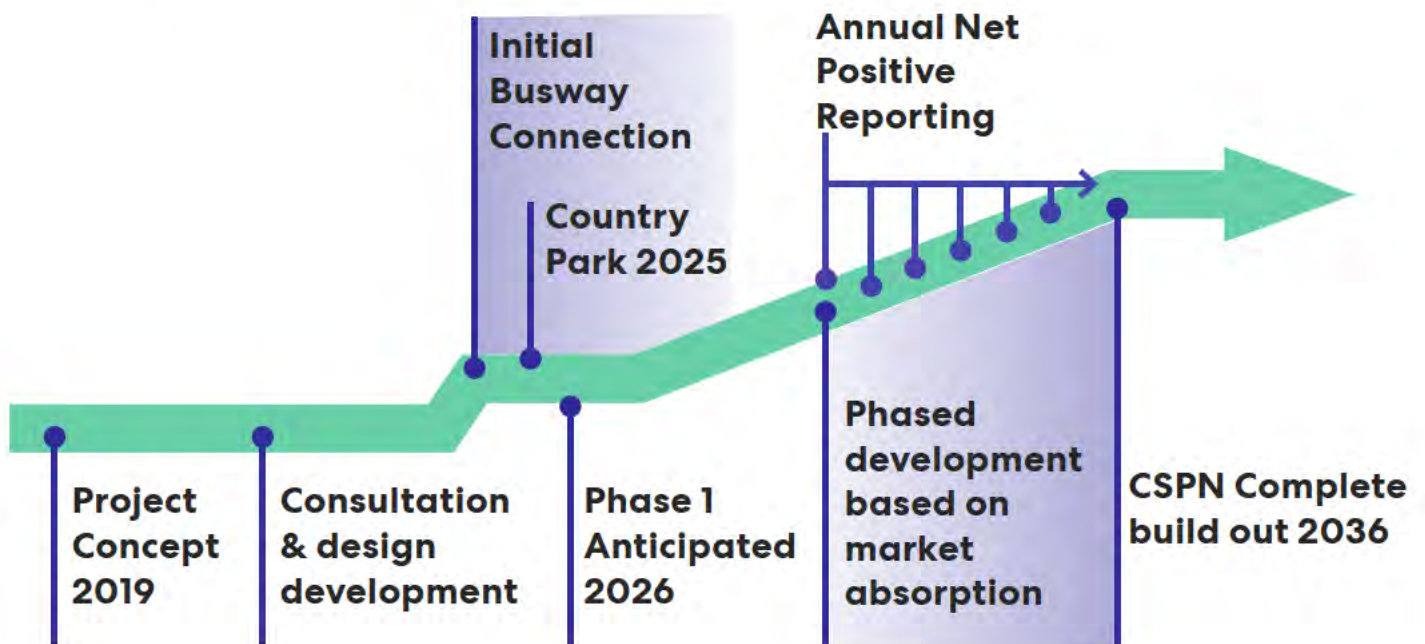 Initial
Busway
Connection
Annual Net
Positive
Reporting
Country
Park 2025
Project
Concept
2019
Consultation
& design
development
Phase 1
Anticipated
2026
Phased
development
based on
market
absorption
CSPN Complete
build out 2036